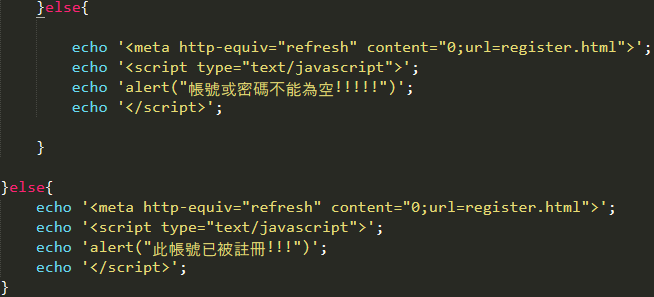 }else{
echo '<meta http-equiv="refresh" content="0;url=register.html">';
echo '<script type="text/javascript">';
echo 'alert("帳號或密碼不能為空!!!!!")';
echo '</script>';
}
}else{
echo '<meta http-equiv="refresh" content="0;url=register.html">';
echo '<script type="text/javascript">';
echo 'alert("此帳號已被註冊!!!")';
echo '</script>';
}